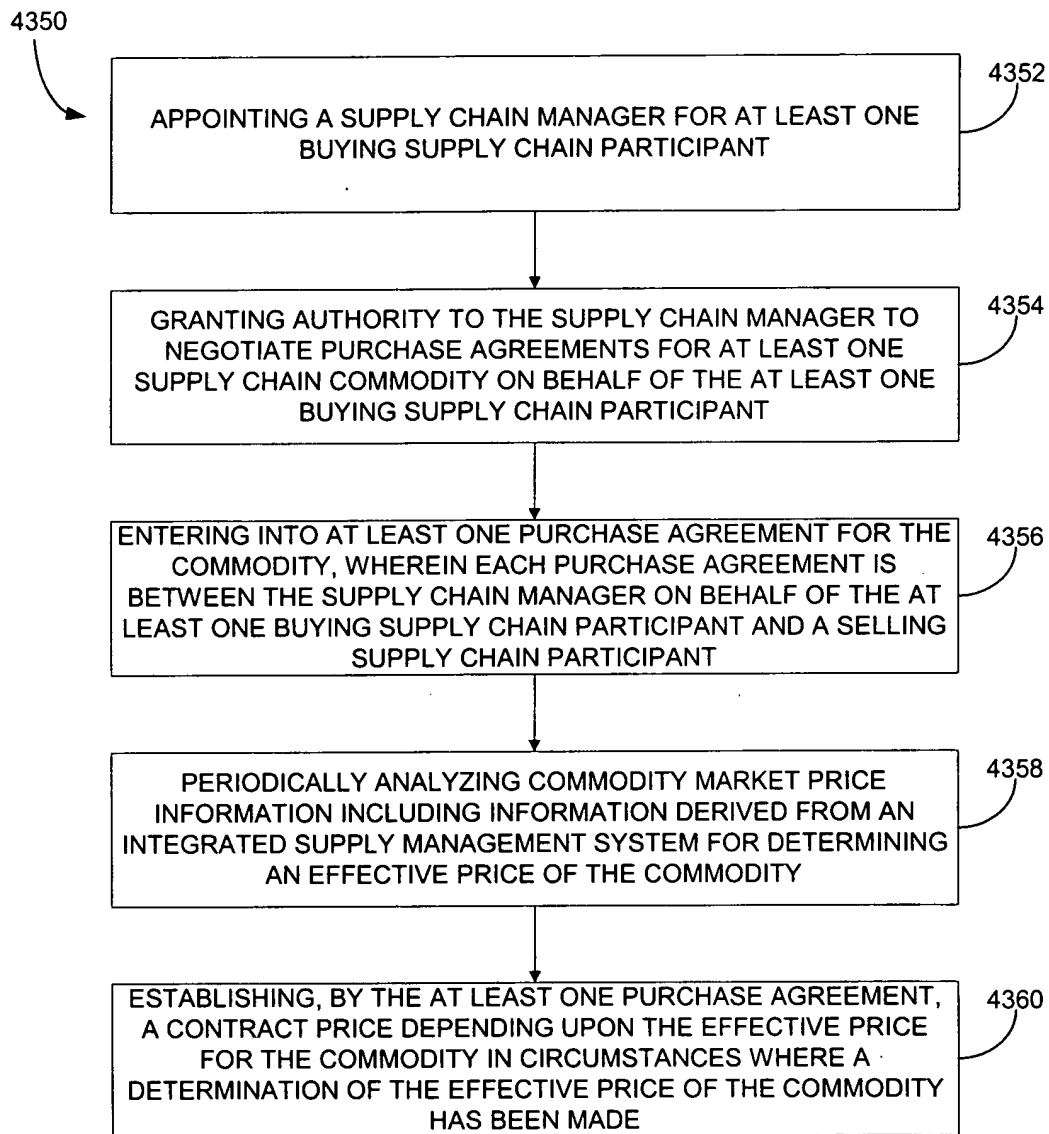 4350
4352
APPOINTING A SUPPLY CHAIN MANAGER FOR AT LEAST ONE
BUYING SUPPLY CHAIN PARTICIPANT
4354
GRANTING AUTHORITY TO THE SUPPLY CHAIN MANAGER TO
NEGOTIATE PURCHASE AGREEMENTS FOR AT LEAST ONE
SUPPLY CHAIN COMMODITY ON BEHALF OF THE AT LEAST ONE
BUYING SUPPLY CHAIN PARTICIPANT
4356
ENTERING INTO AT LEAST ONE PURCHASE AGREEMENT FOR THE
COMMODITY, WHEREIN EACH PURCHASE AGREEMENT IS
BETWEEN THE SUPPLY CHAIN MANAGER ON BEHALF OF THE AT
LEAST ONE BUYING SUPPLY CHAIN PARTICIPANT AND A SELLING
SUPPLY CHAIN PARTICIPANT
4358
PERIODICALLY ANALYZING COMMODITY MARKET PRICE
INFORMATION INCLUDING INFORMATION DERIVED FROM AN
INTEGRATED SUPPLY MANAGEMENT SYSTEM FOR DETERMINING
AN EFFECTIVE PRICE OF THE COMMODITY
4360
ESTABLISHING, BY THE AT LEAST ONE PURCHASE AGREEMENT,
A CONTRACT PRICE DEPENDING UPON THE EFFECTIVE PRICE
FOR THE COMMODITY IN CIRCUMSTANCES WHERE A
DETERMINATION OF THE EFFECTIVE PRICE OF THE COMMODITY
HAS BEEN MADE